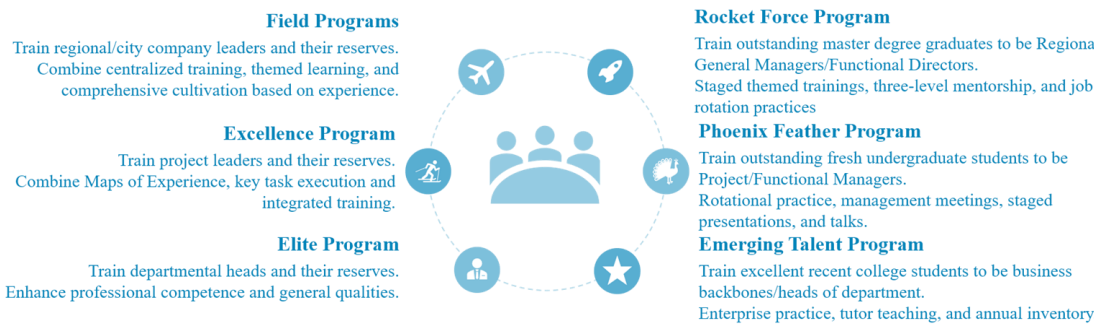 Field Programs
Train regional/city company leaders and their reserves.
Combine centralized training, themed learning, and
comprehensive cultivation based on experience.
Excellence Program
Train project leaders and their reserves.
Combine Maps of Experience, key task execution and
integrated training.
Elite Program
Train departmental heads and their reserves.
Enhance professional competence and general qualities.
Rocket Force Program
Train outstanding master degree graduates to be Regiona
General Managers/Functional Directors.
Staged themed trainings, three-level mentorship, and job
rotation practices
Phoenix Feather Program
Train outstanding fresh undergraduate students to be
Project/Functional Managers.
Rotational practice, management meetings, staged
presentations, and talks.
Emerging Talent Program
Train excellent recent college students to be business
backbones/heads of department.
Enterprise practice, tutor teaching, and annual inventory